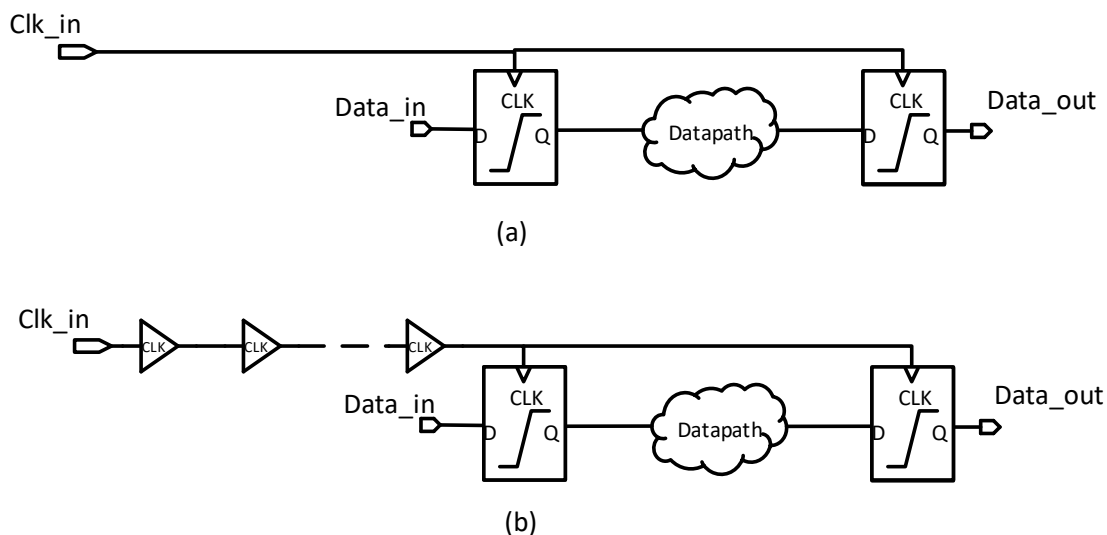 Clk_in
CLK CLK
Data_in Data_out
D Q Datapath D Q
(a)
Clk_in
CLK CLK CLK
CLK CLK
Data_in Data_out
D Q Datapath D Q
(b)